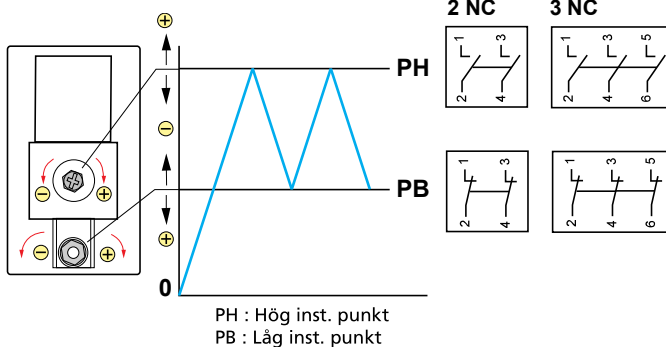 2 NC 3 NC
+
PH
−
PB
+
0
− +
− +
1 3
2 4
1 3 5
2 4 6
1 3
2 4
1 3 5
2 4 6
PH : Hög inst. punkt
PB : Låg inst. punkt